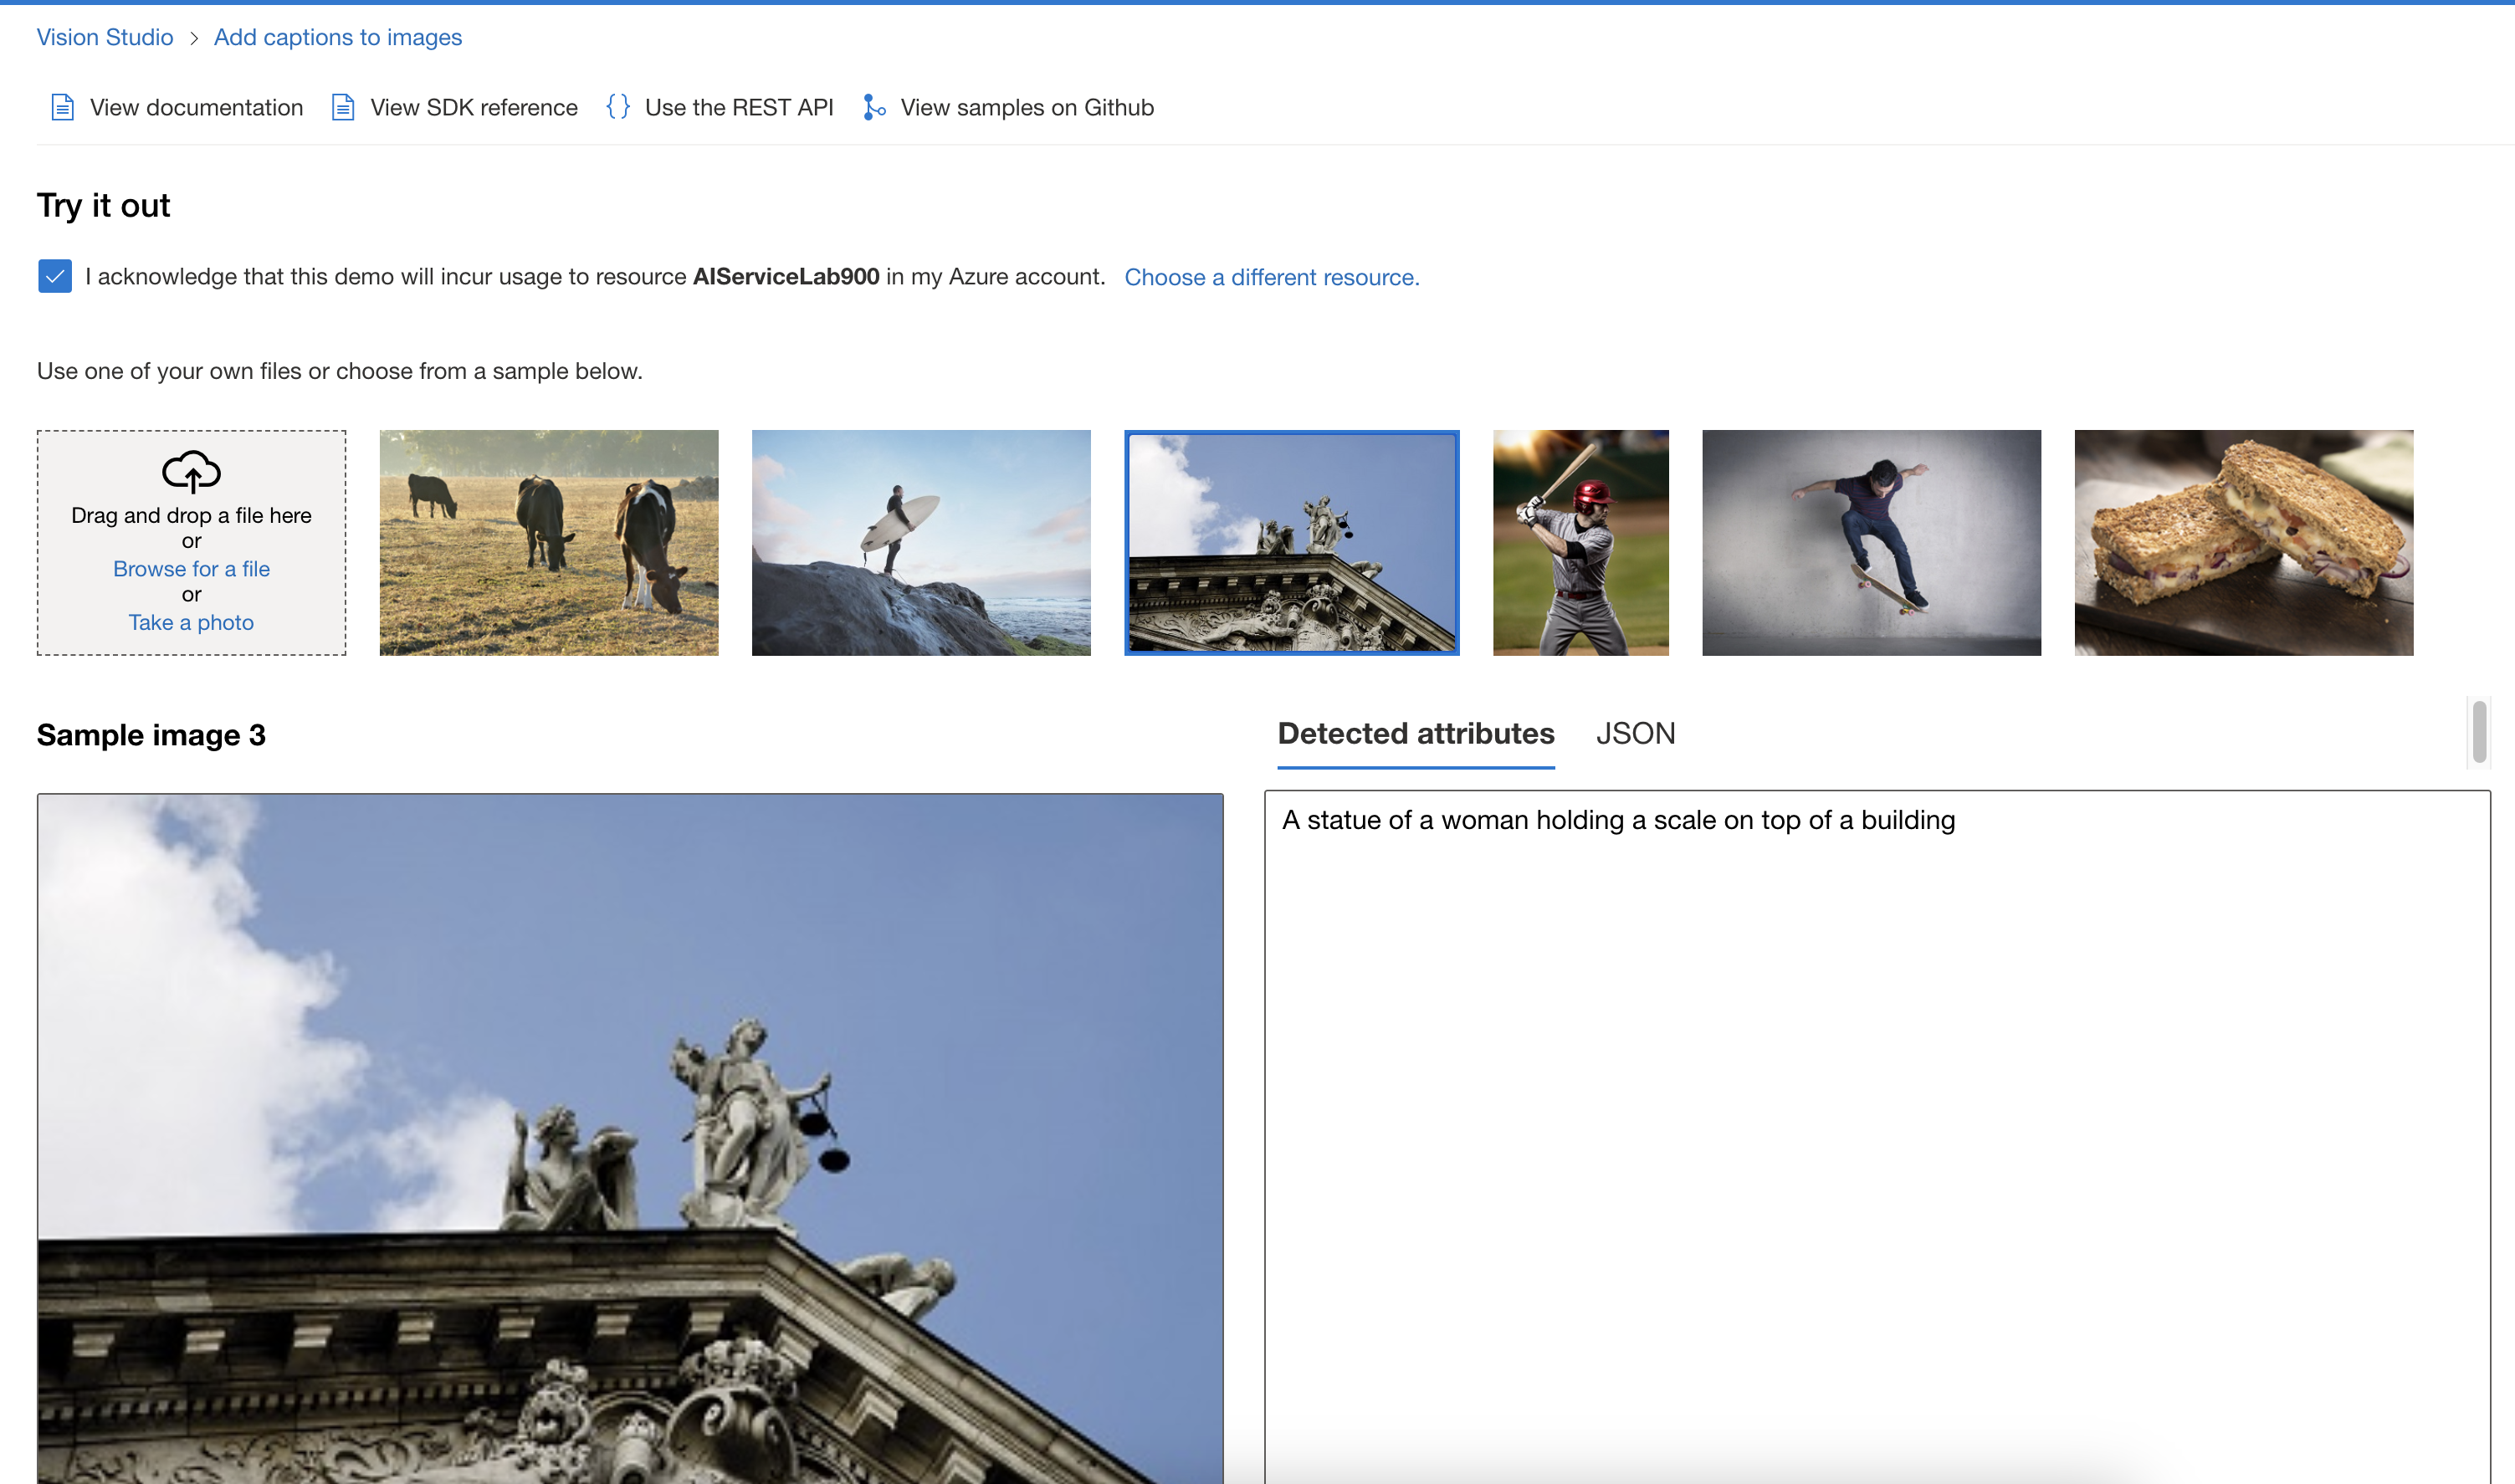 Vision Studio > Add captions to images
View documentation View SDK reference {} Use the REST API View samples on Github
Try it out
I acknowledge that this demo will incur usage to resource AIServiceLab900 in my Azure account. Choose a different resource.
Use one of your own files or choose from a sample below.
Drag and drop a file here
or
Browse for a file
or
Take a photo
Sample image 3
Detected attributes JSON
A statue of a woman holding a scale on top of a building